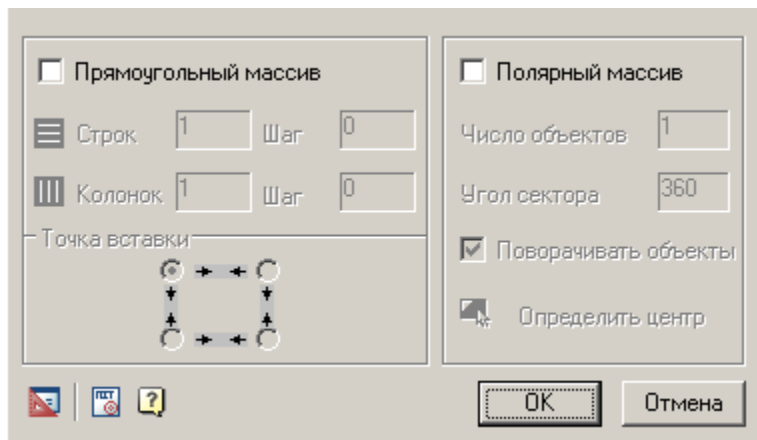 Прямоугольный массив
Строк 1 Шаг 0
Колонок 1 Шаг 0
Точка вставки
Полярный массив
Число объектов 1
Угол сектора 360
Поворачивать объекты
Определить центр
ПСТ
?
OK Отмена